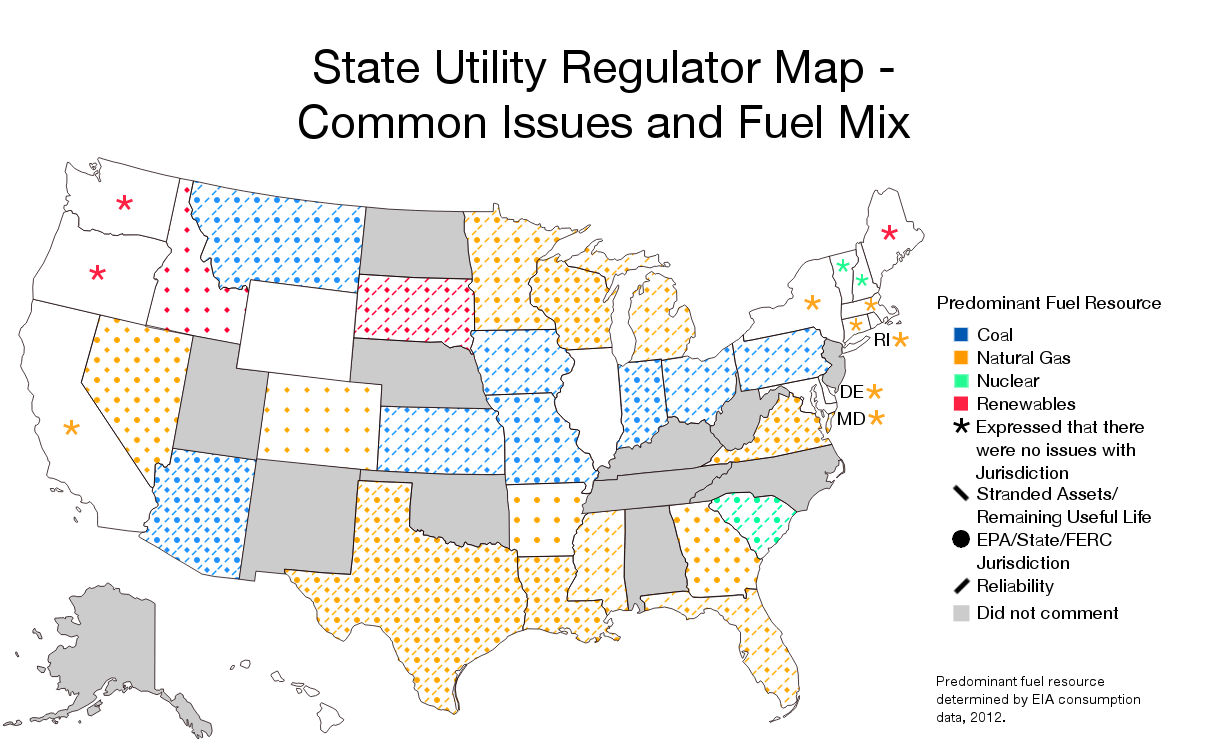 State Utility Regulator Map -
Common Issues and Fuel Mix
RI
DE
MD
Predominant Fuel Resource
Coal
Natural Gas
Nuclear
Renewables
Expressed that there
were no issues with
Jurisdiction
Stranded Assets/
Remaining Useful Life
EPA/State/FERC
Jurisdiction
Reliability
Did not comment
Predominant fuel resource
determined by EIA consumption
data, 2012.